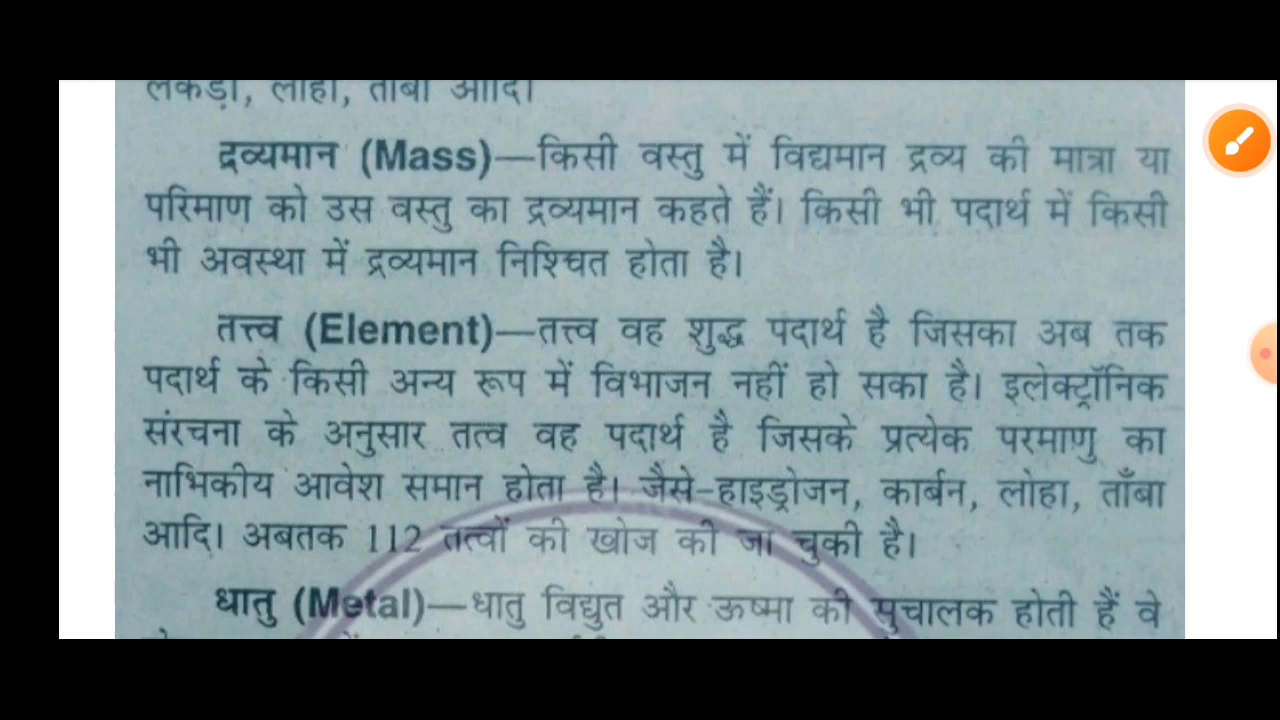 लकड़ी, लोहा, ताँबा आदि।
द्रव्यमान (Mass)—किसी वस्तु में विद्यमान द्रव्य की मात्रा या
परिमाण को उस वस्तु का द्रव्यमान कहते हैं। किसी भी पदार्थ में किसी
भी अवस्था में द्रव्यमान निश्चित होता है।
तत्त्व (Element)—तत्त्व वह शुद्ध पदार्थ है जिसका अब तक
पदार्थ के किसी अन्य रूप में विभाजन नहीं हो सका है। इलेक्ट्रॉनिक
संरचना के अनुसार तत्व वह पदार्थ है जिसके प्रत्येक परमाणु का
नाभिकीय आवेश समान होता है। जैसे-हाइड्रोजन, कार्बन, लोहा, ताँबा
आदि। अबतक 112 तत्वों की खोज की जा चुकी है।
धातु (Metal)—धातु विद्युत और ऊष्मा की सुचालक होती हैं वे